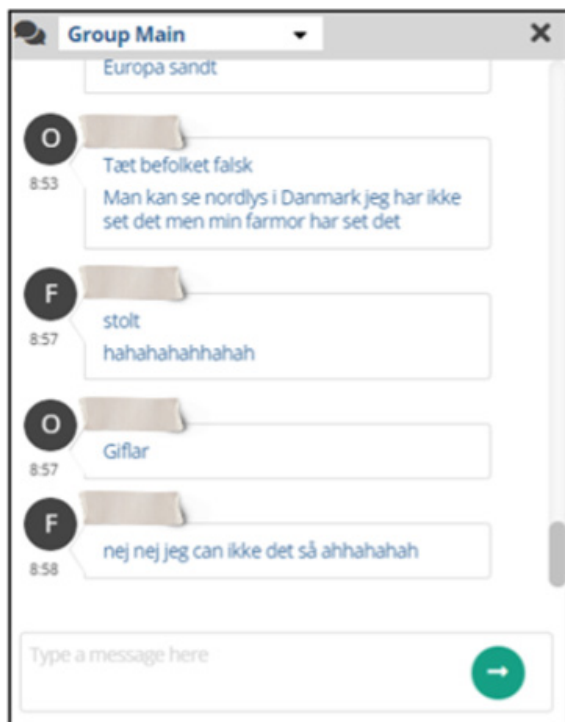 Group Main
Europa sandt
O
8:53
Tæt befolket falsk
Man kan se nordlys i Danmark jeg har ikke
set det men min farmor har set det
F
8:57
stolt
hahahahahhahah
O
8:57
Giflar
F
8:58
nej nej jeg can ikke det så ahhahahah
Type a message here